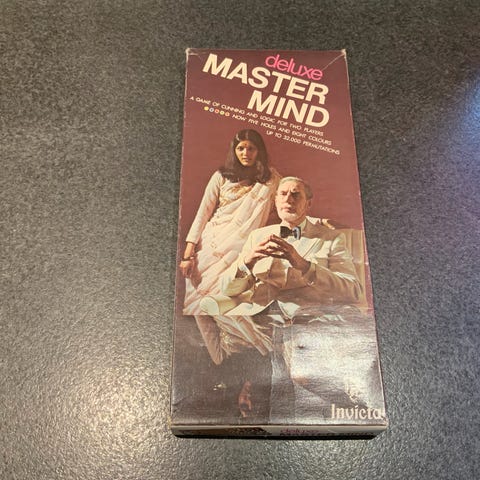 deluxe
MASTER
MIND
A GAME OF CUNNING AND LOGIC FOR TWO PLAYERS
NOW FIVE HOLES AND EIGHT COLOURS
UP TO 32,000 PERMUTATIONS
Invicta